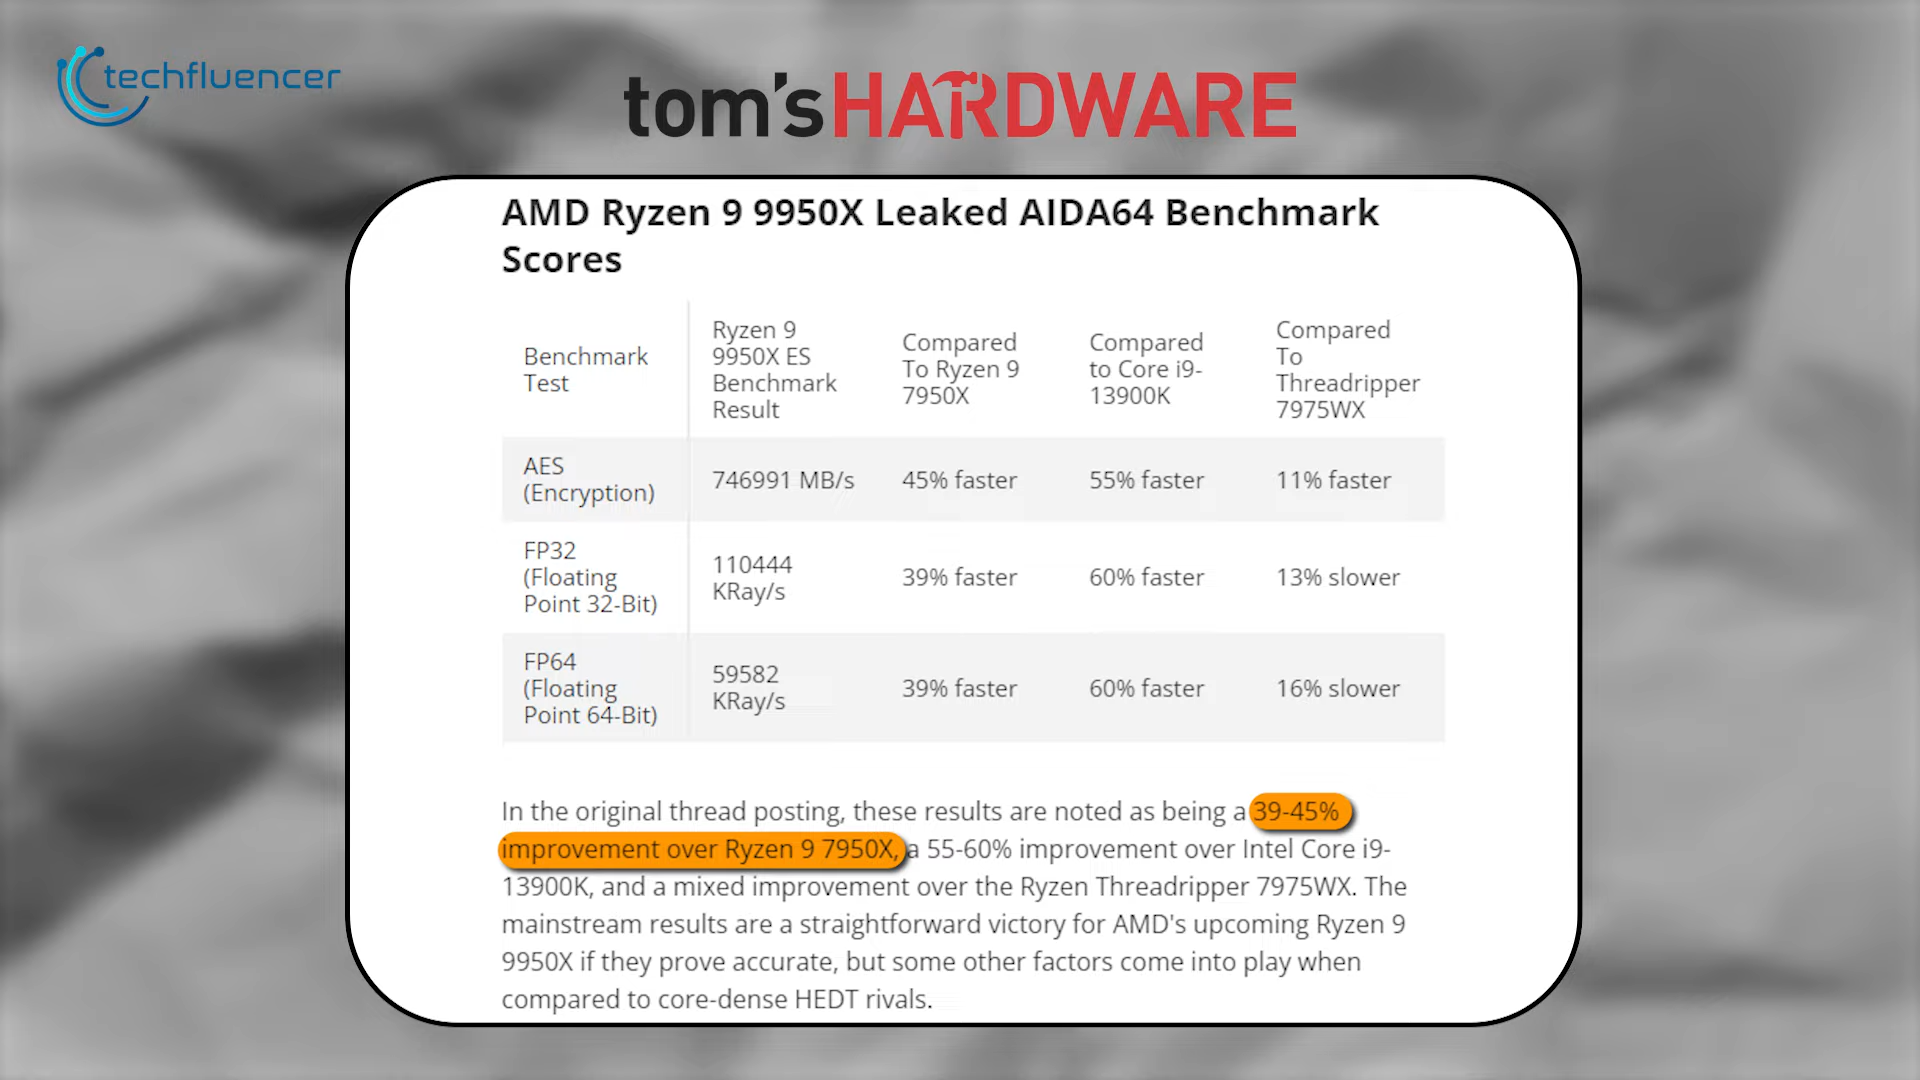 techfluencer
tom's HARDWARE
AMD Ryzen 9 9950X Leaked AIDA64 Benchmark
Scores
Benchmark
Test
Ryzen 9
9950X ES
Benchmark
Result
Compared
To Ryzen 9
7950X
Compared
to Core i9-
13900K
Compared
To
Threadripper
7975WX
AES
(Encryption)
746991 MB/s
45% faster
55% faster
11% faster
FP32
(Floating
Point 32-Bit)
110444
KRay/s
39% faster
60% faster
13% slower
FP64
(Floating
Point 64-Bit)
59582
KRay/s
39% faster
60% faster
16% slower
In the original thread posting, these results are noted as being a 39-45%
improvement over Ryzen 9 7950X, a 55-60% improvement over Intel Core i9-
13900K, and a mixed improvement over the Ryzen Threadripper 7975WX. The
mainstream results are a straightforward victory for AMD's upcoming Ryzen 9
9950X if they prove accurate, but some other factors come into play when
compared to core-dense HEDT rivals.